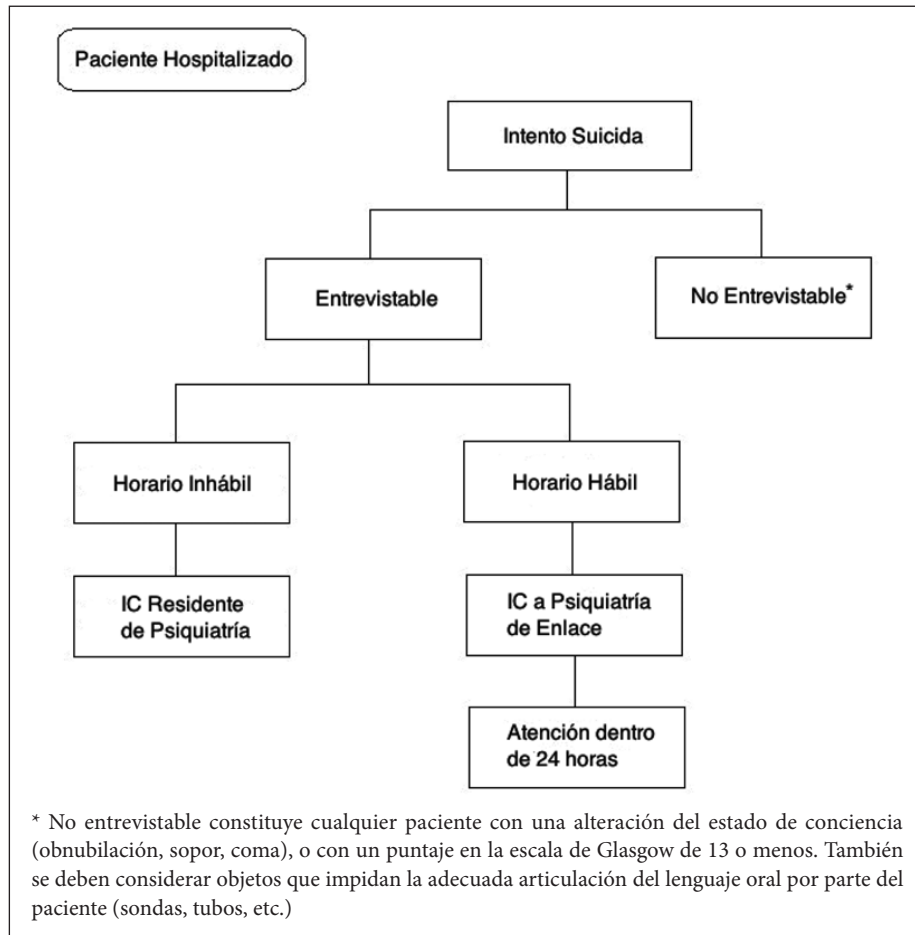 Paciente Hospitalizado
Intento Suicida
Entrevistable
No Entrevistable*
Horario Inhábil
Horario Hábil
IC Residente
de Psiquiatría
IC a Psiquiatría
de Enlace
Atención dentro
de 24 horas
* No entrevistable constituye cualquier paciente con una alteración del estado de conciencia
(obnubilación, sopor, coma), o con un puntaje en la escala de Glasgow de 13 o menos. También
se deben considerar objetos que impidan la adecuada articulación del lenguaje oral por parte del
paciente (sondas, tubos, etc.)